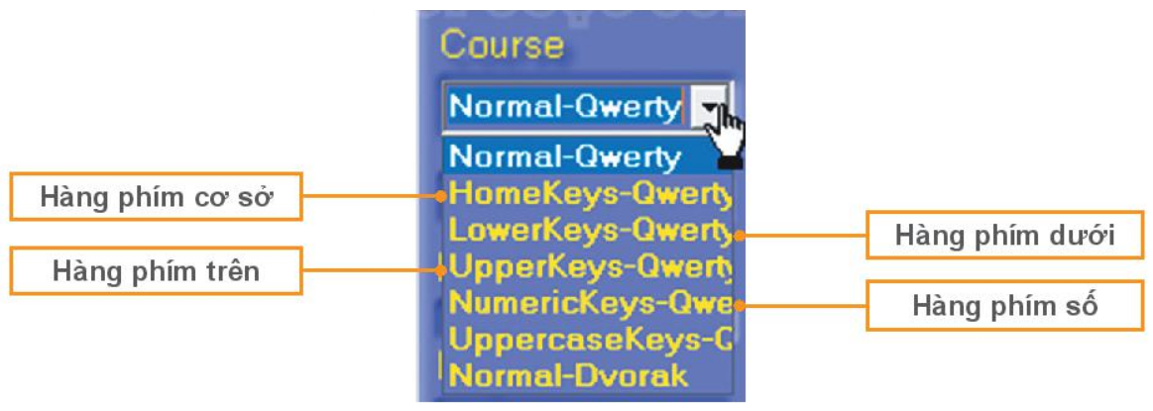 Course
Normal-Qwerty
Normal-Qwerty
Hàng phím cơ sở
HomeKeys-Qwerty
LowerKeys-Qwerty
Hàng phím dưới
Hàng phím trên
UpperKeys-Qwerty
NumericKeys-Qwe
Hàng phím số
UppercaseKeys-Q
Normal-Dvorak